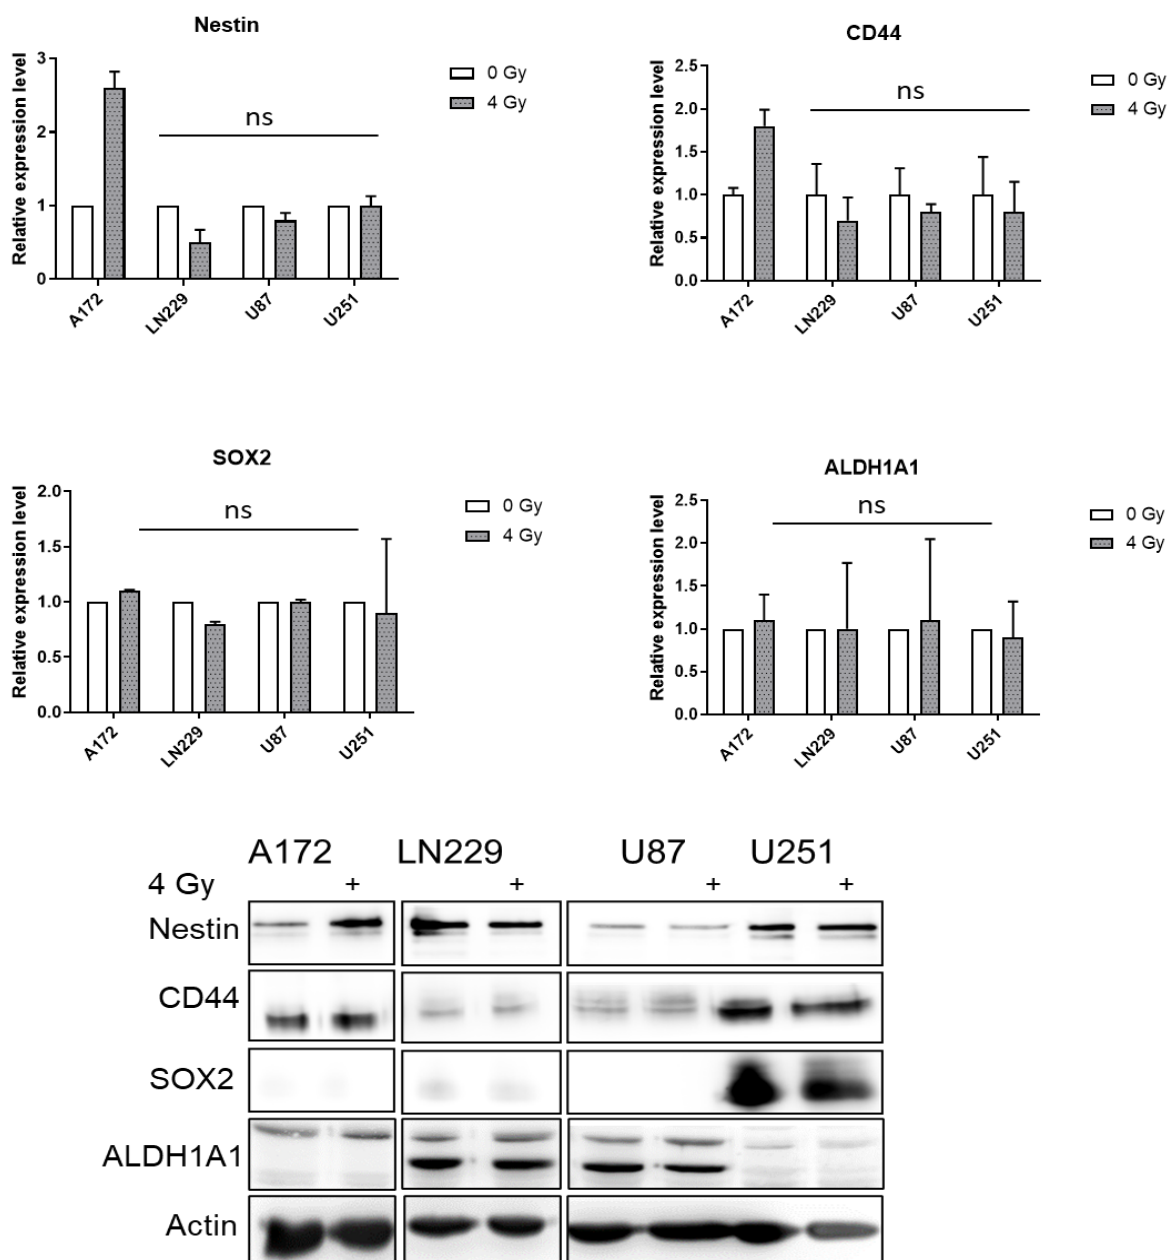 Nestin
Relative expression level
3
2
1
0
ns
0 Gy
4 Gy
A172
LN229
U87
U251
CD44
Relative expression level
2.5
2.0
1.5
1.0
0.5
0.0
ns
0 Gy
4 Gy
A172
LN229
U87
U251
SOX2
Relative expression level
2.0
1.5
1.0
0.5
0.0
ns
0 Gy
4 Gy
A172
LN229
U87
U251
ALDH1A1
Relative expression level
2.5
2.0
1.5
1.0
0.5
0.0
ns
0 Gy
4 Gy
A172
LN229
U87
U251
A172 LN229 U87 U251
4 Gy + + + +
Nestin
CD44
SOX2
ALDH1A1
Actin